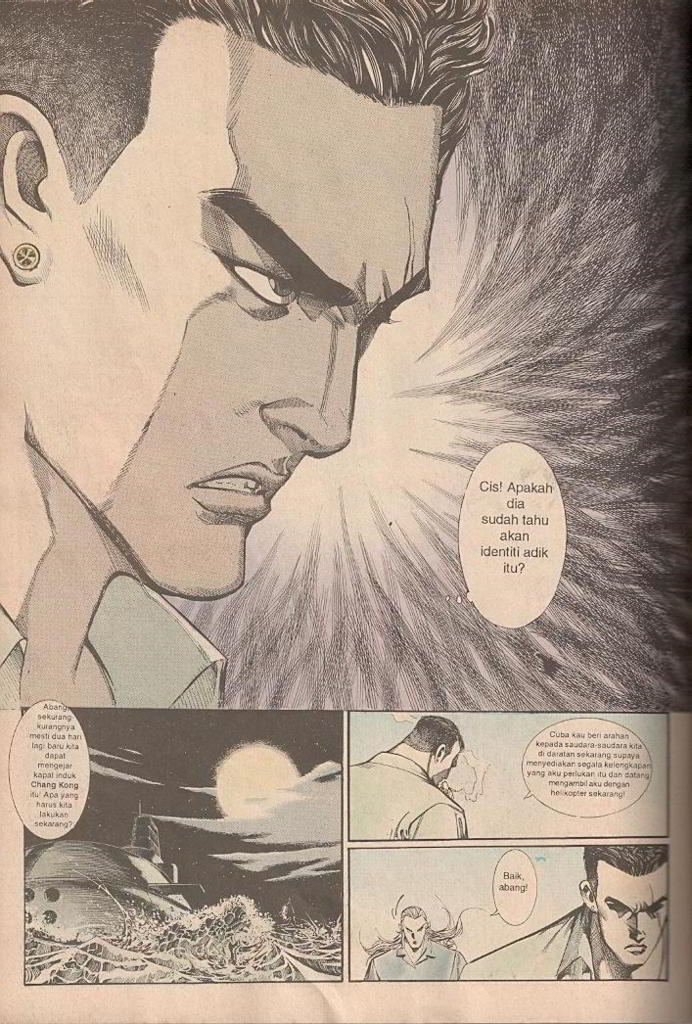 Cis! Apakah
dia
sudah tahu
akan
identiti adik
itu?
Abang,
sekurang
kurangnya
mesti dua hari
lagi baru kita
dapat
mengejar
kapal induk
Chang Kong
itu! Apa yang
harus kita
lakukan
sekarang?
Cuba kau beri arahan
kepada saudara-saudara kita
di daratan sekarang supaya
menyediakan segala kelengkapan
yang aku perlukan itu dan datang
mengambil aku dengan
helikopter sekarang!
Baik,
abang!